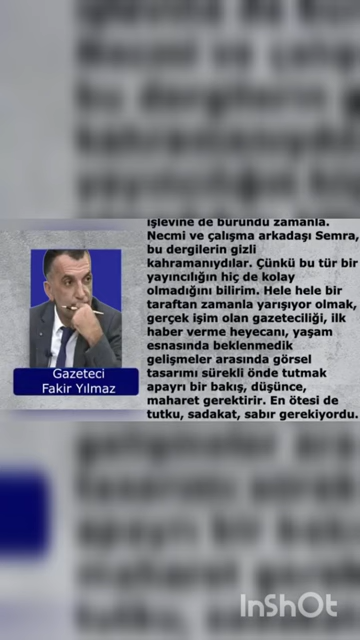 işlevine de büründü zamanla.
Necmi ve çalışma arkadaşı Semra,
bu dergilerin gizli
kahramanıydılar. Çünkü bu tür bir
yayıncılığın hiç de kolay
olmadığını bilirim. Hele hele bir
taraftan zamanla yarışıyor olmak,
gerçek işim olan gazeteciliği, ilk
haber verme heyecanı, yaşam
esnasında beklenmedik
gelişmeler arasında görsel
tasarımı sürekli önde tutmak
apayrı bir bakış, düşünce,
maharet gerektirir. En ötesi de
tutku, sadakat, sabır gerekiyordu.
Gazeteci
Fakir Yılmaz
InShOt